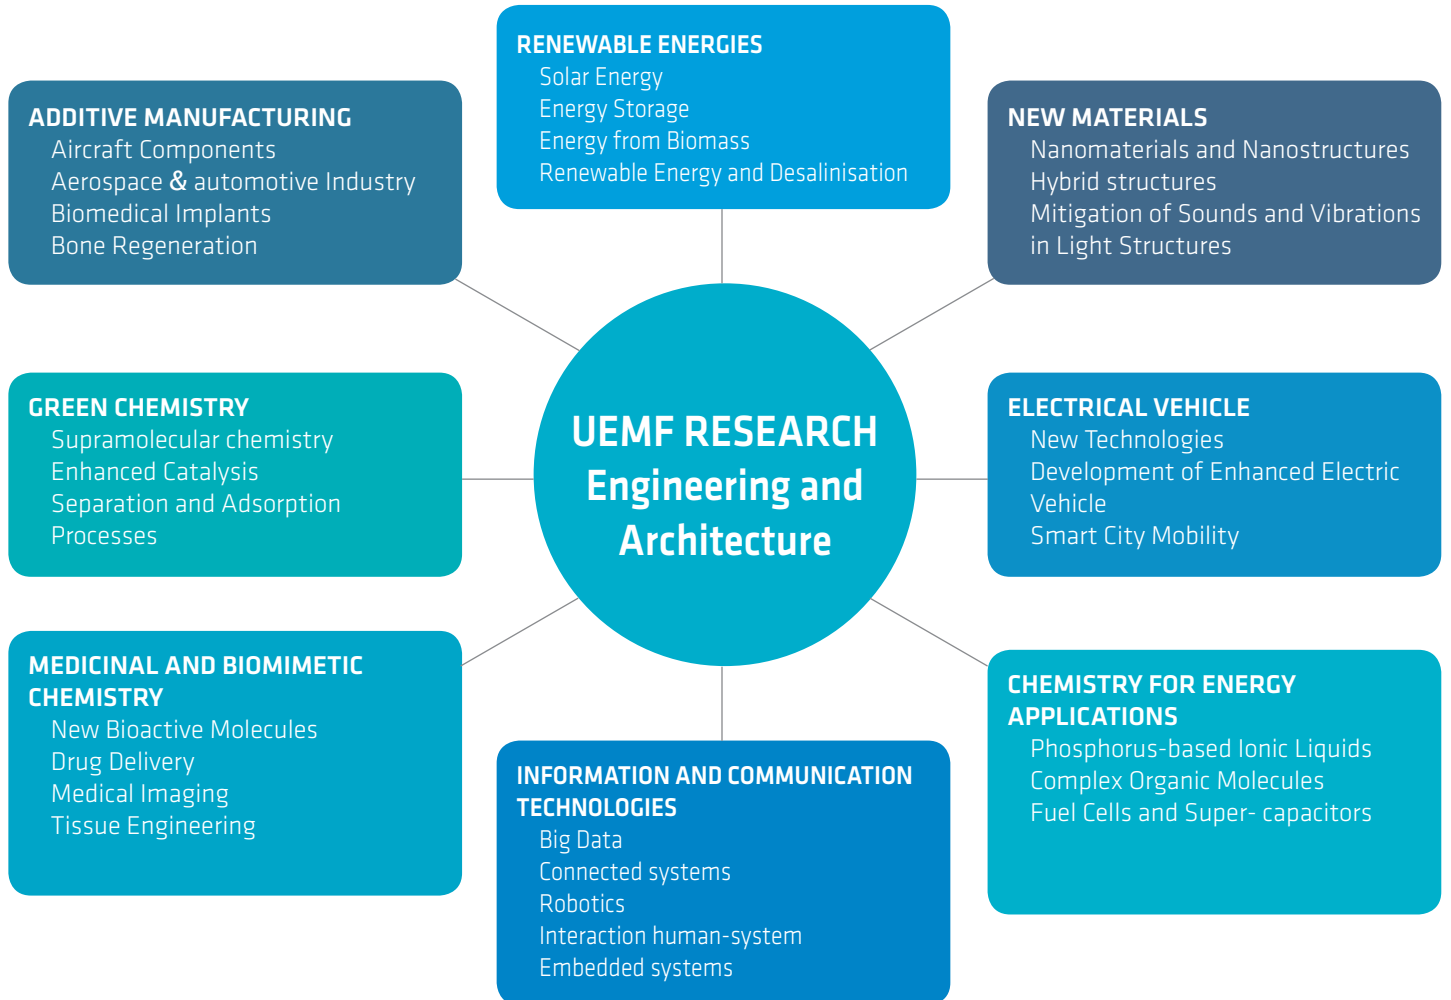 RENEWABLE ENERGIES
Solar Energy
Energy Storage
Energy from Biomass
Renewable Energy and Desalinisation
ADDITIVE MANUFACTURING
Aircraft Components
Aerospace & automotive Industry
Biomedical Implants
Bone Regeneration
NEW MATERIALS
Nanomaterials and Nanostructures
Hybrid structures
Mitigation of Sounds and Vibrations
in Light Structures
GREEN CHEMISTRY
Supramolecular chemistry
Enhanced Catalysis
Separation and Adsorption
Processes
UEMF RESEARCH
Engineering and
Architecture
ELECTRICAL VEHICLE
New Technologies
Development of Enhanced Electric
Vehicle
Smart City Mobility
MEDICINAL AND BIOMIMETIC
CHEMISTRY
New Bioactive Molecules
Drug Delivery
Medical Imaging
Tissue Engineering
INFORMATION AND COMMUNICATION
TECHNOLOGIES
Big Data
Connected systems
Robotics
Interaction human-system
Embedded systems
CHEMISTRY FOR ENERGY
APPLICATIONS
Phosphorus-based Ionic Liquids
Complex Organic Molecules
Fuel Cells and Super- capacitors